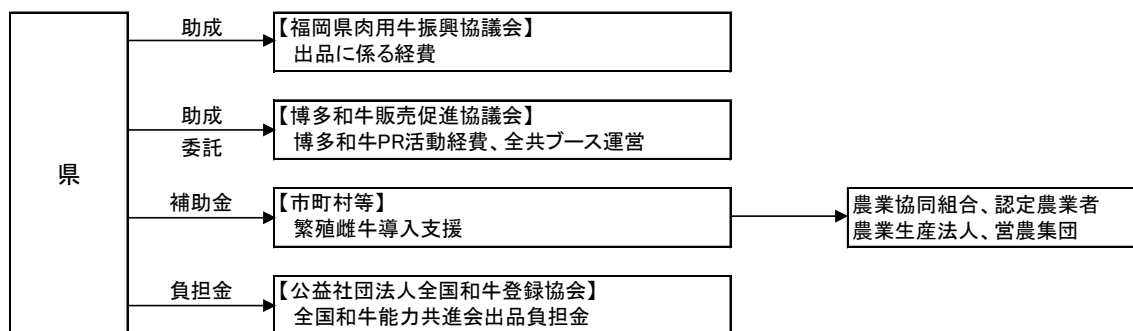 県
助成
【福岡県肉用牛振興協議会】
出品に係る経費
助成
委託
【博多和牛販売促進協議会】
博多和牛PR活動経費、全共ブース運営
補助金
【市町村等】
繁殖雌牛導入支援
農業協同組合、認定農業者
農業生産法人、営農集団
負担金
【公益社団法人全国和牛登録協会】
全国和牛能力共進会出品負担金